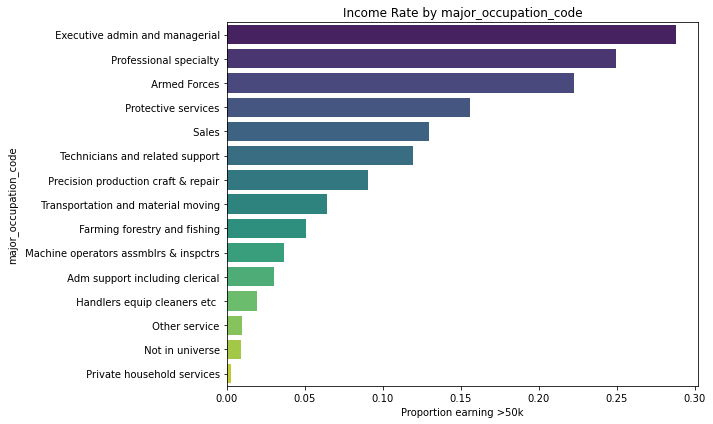 Income Rate by major_occupation_code
major_occupation_code
Executive admin and managerial
Professional specialty
Armed Forces
Protective services
Sales
Technicians and related support
Precision production craft & repair
Transportation and material moving
Farming forestry and fishing
Machine operators assmblrs & inspctrs
Adm support including clerical
Handlers equip cleaners etc
Other service
Not in universe
Private household services
0.00 0.05 0.10 0.15 0.20 0.25 0.30
Proportion earning >50k